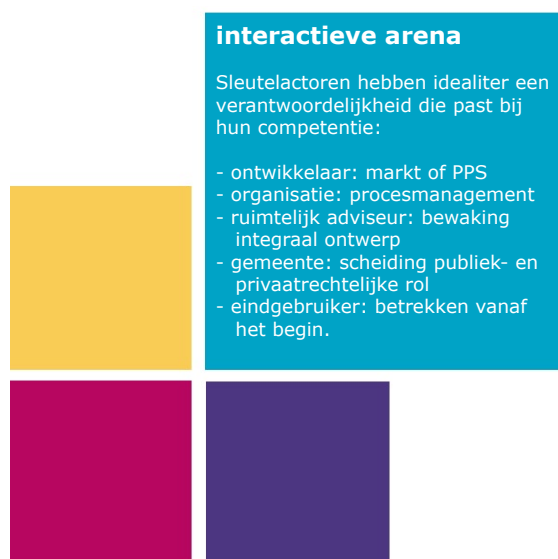 interactieve arena
Sleutelactoren hebben idealiter een
verantwoordelijkheid die past bij
hun competentie:
- ontwikkelaar: markt of PPS
- organisatie: procesmanagement
- ruimtelijk adviseur: bewaking
integraal ontwerp
- gemeente: scheiding publiek- en
privaatrechtelijke rol
- eindgebruiker: betrekken vanaf
het begin.